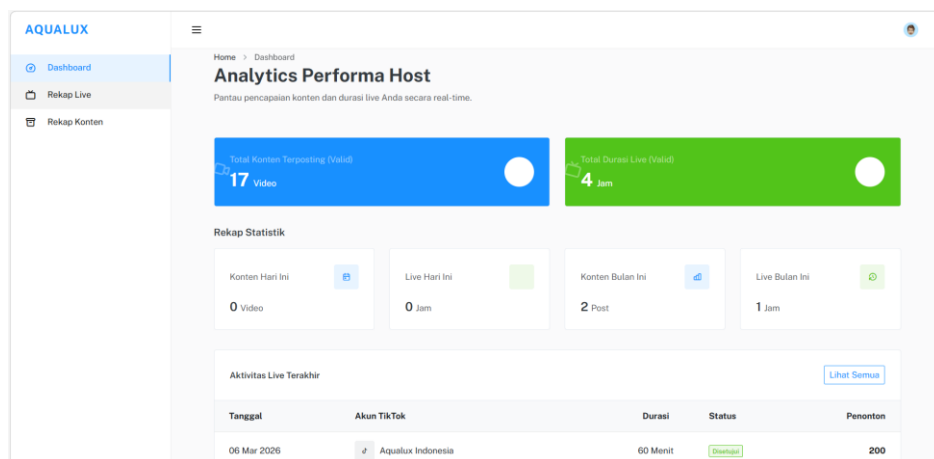 AQUALUX
Dashboard
Rekap Live
Rekap Konten
Home > Dashboard
Analytics Performa Host
Pantau pencapaian konten dan durasi live Anda secara real-time.
Total Konten Terposting (Valid)
17 Video
Total Durasi Live (Valid)
4 Jam
Rekap Statistik
Konten Hari Ini
0 Video
Live Hari Ini
0 Jam
Konten Bulan Ini
2 Post
Live Bulan Ini
1 Jam
Aktivitas Live Terakhir
Lihat Semua
Tanggal Akun TikTok Durasi Status Penonton
06 Mar 2026 Aqualux Indonesia 60 Menit Disetujui 200